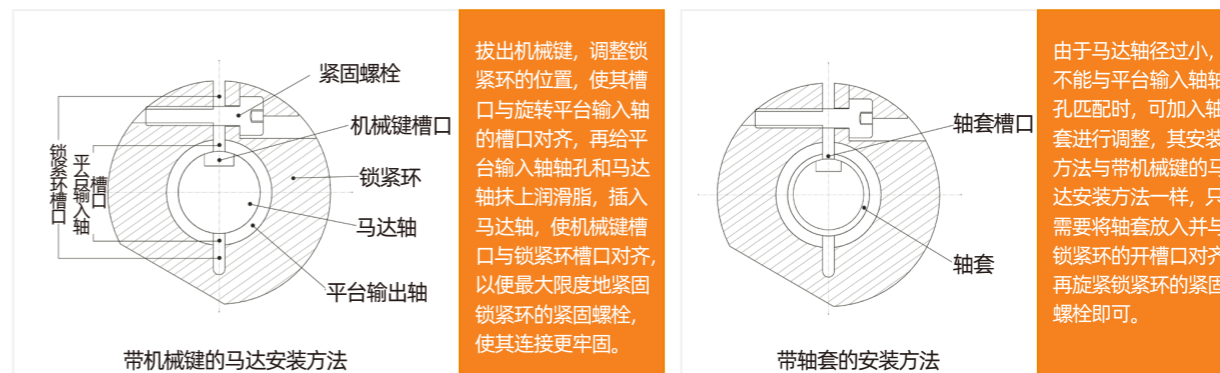 紧固螺栓
机械键槽口
锁紧环
马达轴
平台输出轴
锁紧环槽口
平台输入轴
槽口
带机械键的马达安装方法
拔出机械键，调整锁
紧环的位置，使其槽
口与旋转平台输入轴
的槽口对齐，再给平
台输入轴轴孔和马达
轴抹上润滑脂，插入
马达轴，使机械键槽
口与锁紧环槽口对齐，
以便最大限度地紧固
锁紧环的紧固螺栓，
使其连接更牢固。
轴套槽口
轴套
带轴套的安装方法
由于马达轴径过小，
不能与平台输入轴轴
孔匹配时，可加入轴
套进行调整，其安装
方法与带机械键的马
达安装方法一样，只
需要将轴套放入并与
锁紧环的开槽口对齐
再旋紧锁紧环的紧固
螺栓即可。